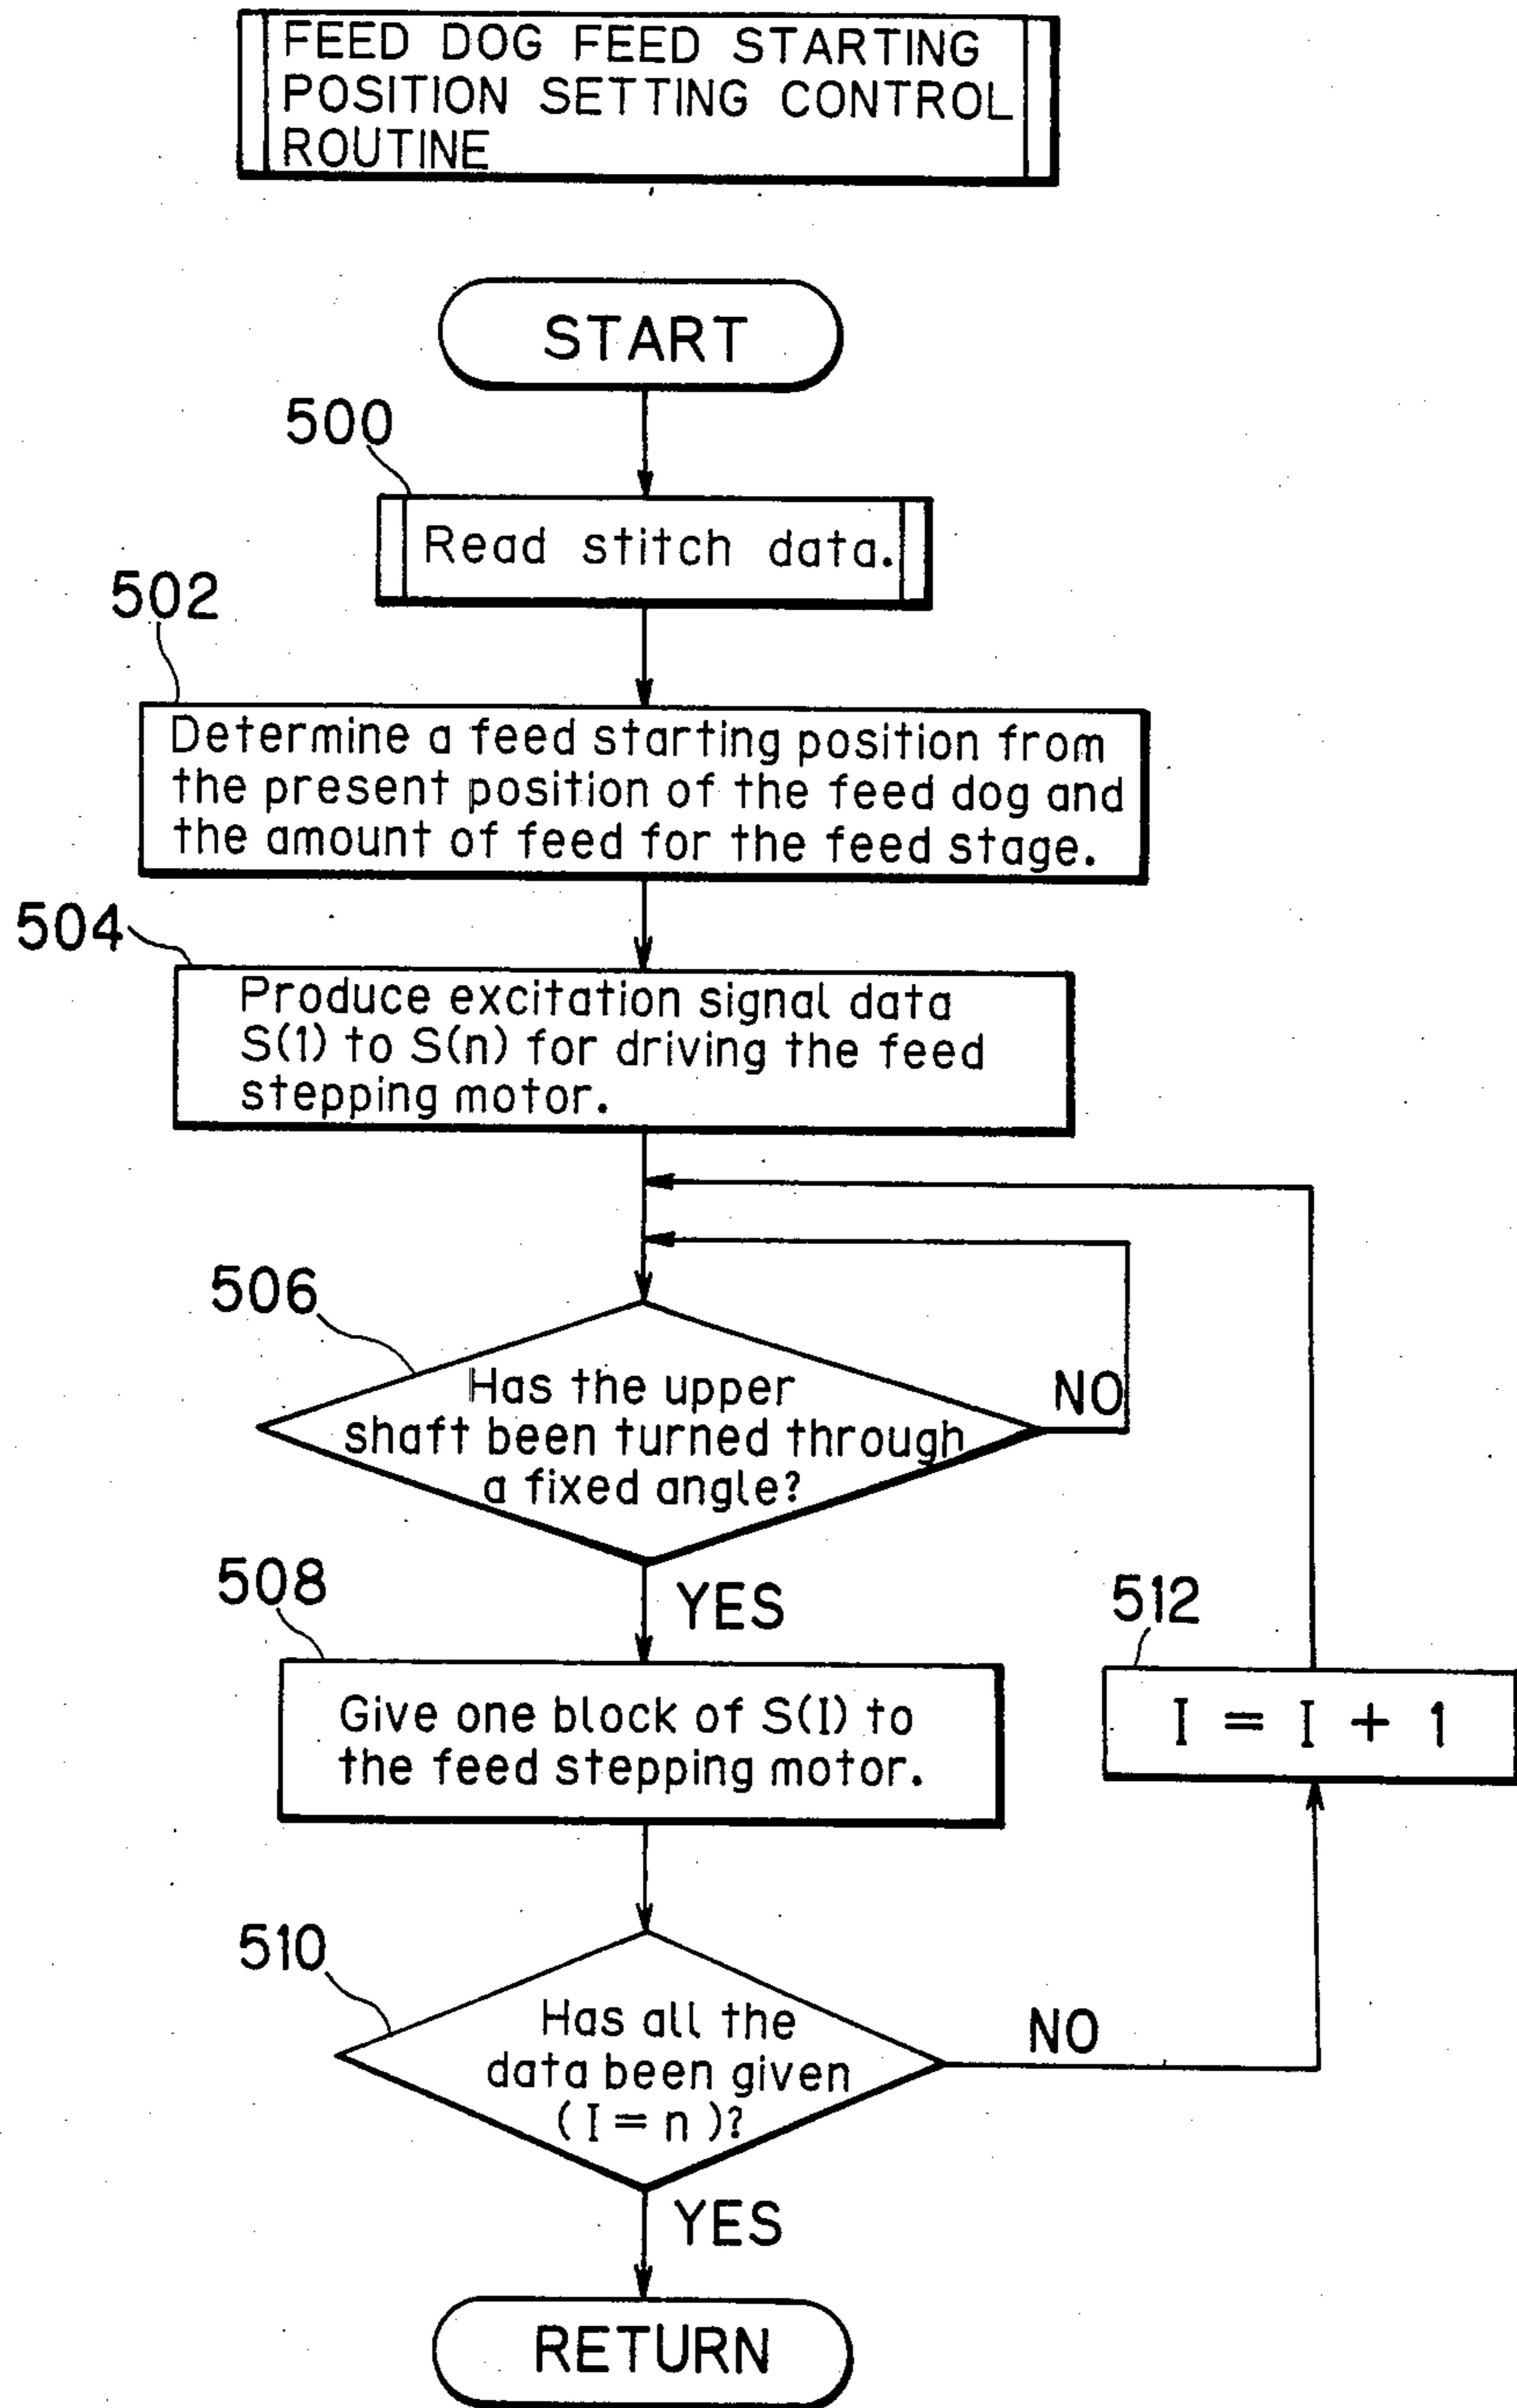 FEED DOG FEED STARTING
POSITION SETTING CONTROL
ROUTINE
START
500
Read stitch data.
502
Determine a feed starting position from
the present position of the feed dog and
the amount of feed for the feed stage.
504
Produce excitation signal data
S(1) to S(n) for driving the feed
stepping motor.
506
Has the upper
shaft been turned through
a fixed angle?
NO
YES
508
Give one block of S(I) to
the feed stepping motor.
512
I = I + 1
510
Has all the
data been given
(I = n)?
NO
YES
RETURN